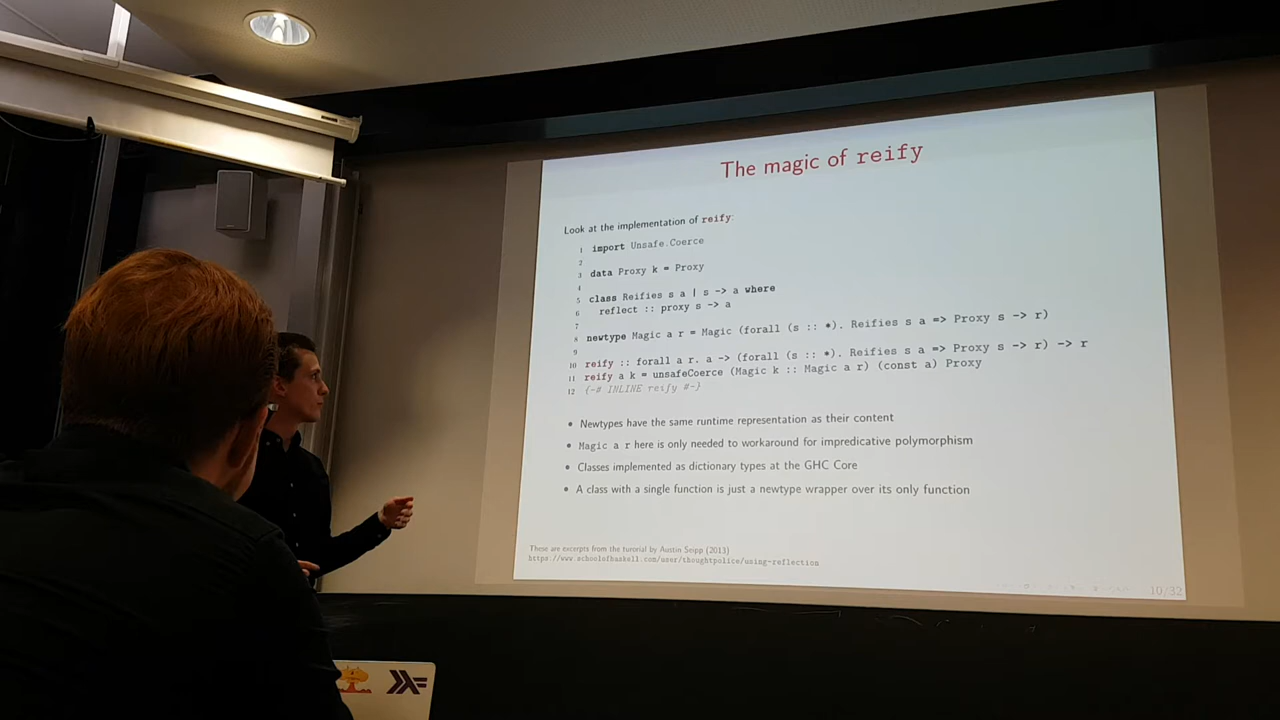 The magic of reify
Look at the implementation of reify:
1 import Unsafe.Coerce
2
3 data Proxy k = Proxy
4
5 class Reifies s a | s -> a where
6 reflect :: proxy s -> a
7
8 newtype Magic a r = Magic (forall (s :: *). Reifies s a => Proxy s -> r)
9
10 reify :: forall a r. a -> (forall (s :: *). Reifies s a => Proxy s -> r) -> r
11 reify a k = unsafeCoerce (Magic k :: Magic a r) (const a) Proxy
12 {-# INLINE reify #-}
• Newtypes have the same runtime representation as their content
• Magic a r here is only needed to workaround for impredicative polymorphism
• Classes implemented as dictionary types at the GHC Core
• A class with a single function is just a newtype wrapper over its only function
These are excerpts from the turorial by Austin Seipp (2013)
https://www.schoolofhaskell.com/user/thoughtpolice/using-reflection
10/32